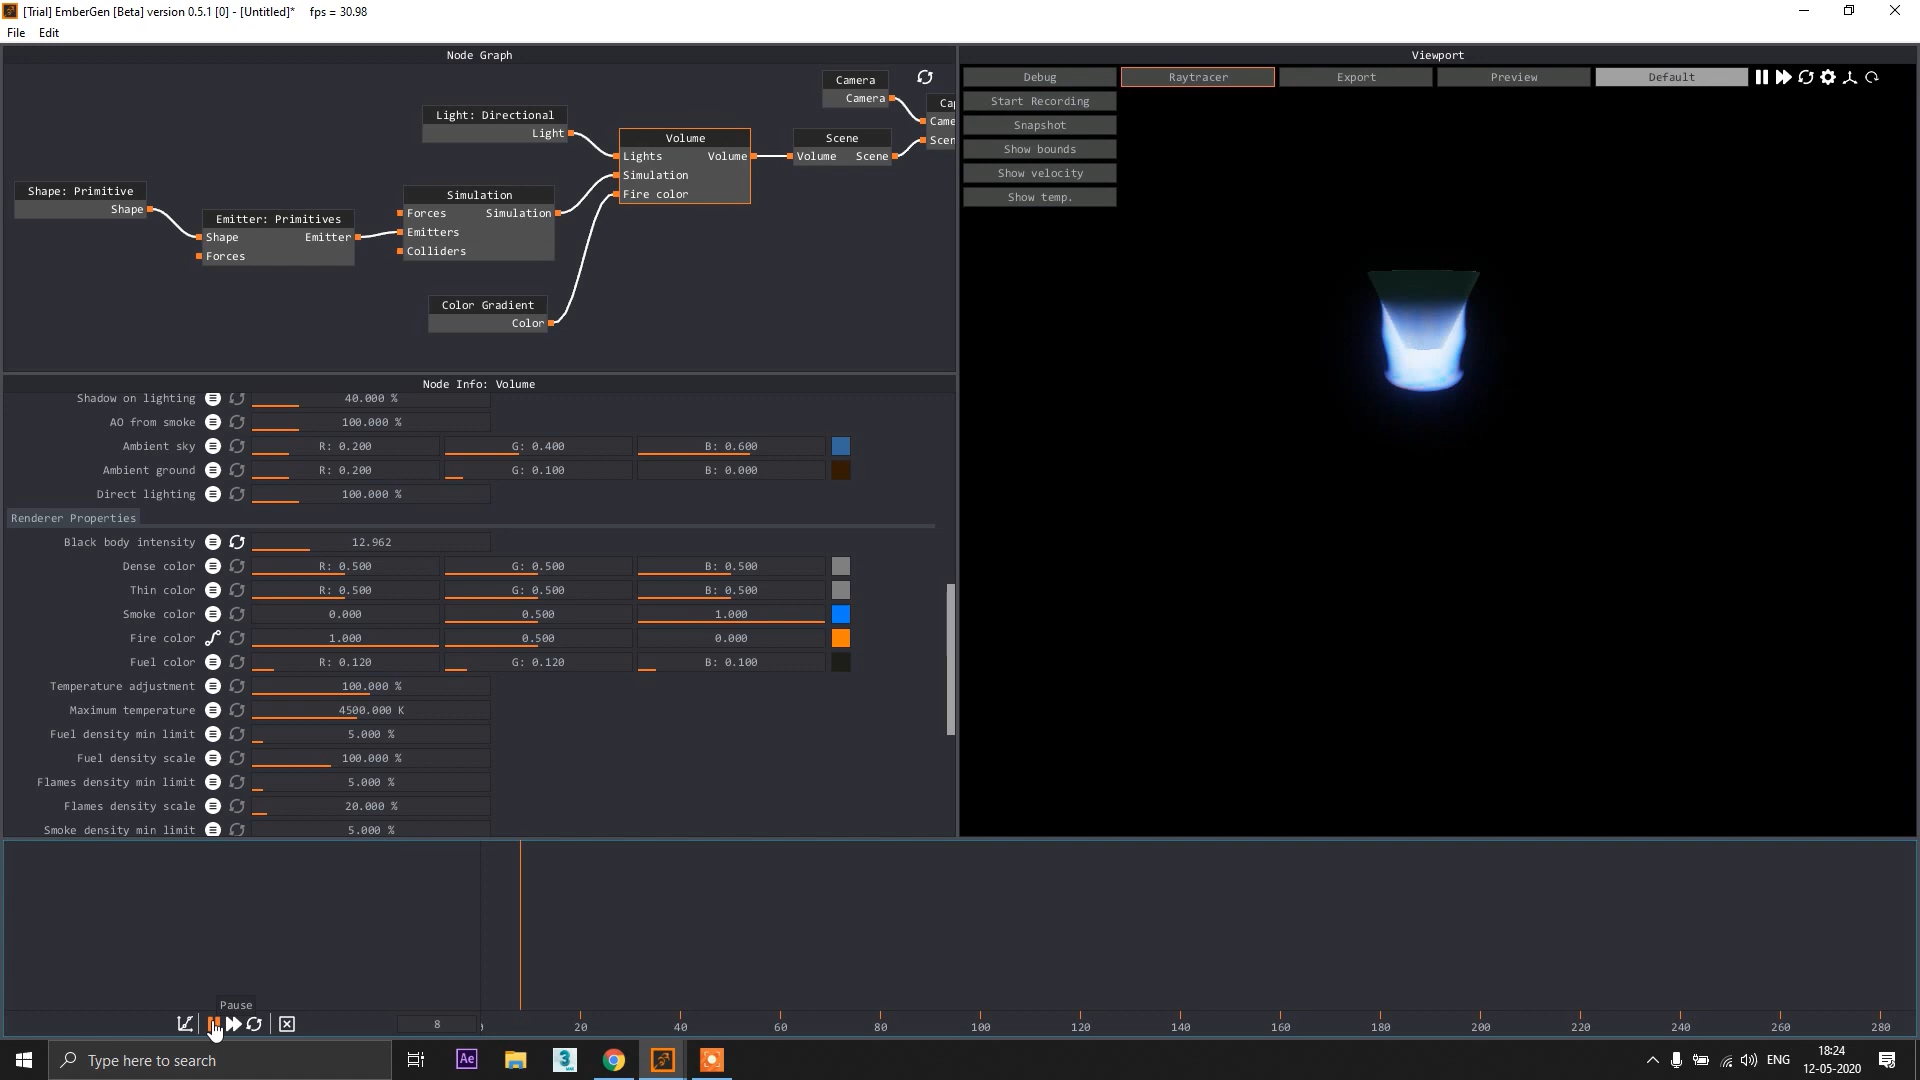 [Trial] EmberGen [Beta] version 0.5.1 [0] - [Untitled]* fps = 30.98
File Edit
Node Graph
Camera
Camera
Light: Directional
Light
Volume
Lights Volume
Simulation
Fire color
Scene
Volume Scene
Shape: Primitive
Shape
Emitter: Primitives
Shape Emitter
Forces
Simulation
Forces Simulation
Emitters
Colliders
Color Gradient
Color
Node Info: Volume
Shadow on lighting 40.000 %
AO from smoke 100.000 %
Ambient sky R: 0.200 G: 0.400 B: 0.600
Ambient ground R: 0.200 G: 0.100 B: 0.000
Direct lighting 100.000 %
Renderer Properties
Black body intensity 12.962
Dense color R: 0.500 G: 0.500 B: 0.500
Thin color R: 0.500 G: 0.500 B: 0.500
Smoke color 0.000 0.500 1.000
Fire color 1.000 0.500 0.000
Fuel color R: 0.120 G: 0.120 B: 0.100
Temperature adjustment 100.000 %
Maximum temperature 4500.000 K
Fuel density min limit 5.000 %
Fuel density scale 100.000 %
Flames density min limit 5.000 %
Flames density scale 20.000 %
Smoke density min limit 5.000 %
Viewport
Debug Raytracer Export Preview Default
Start Recording
Snapshot
Show bounds
Show velocity
Show temp.
Pause
8 20 40 60 80 100 120 140 160 180 200 220 240 260 280
Type here to search
Ae
3
ENG
18:24
12-05-2020